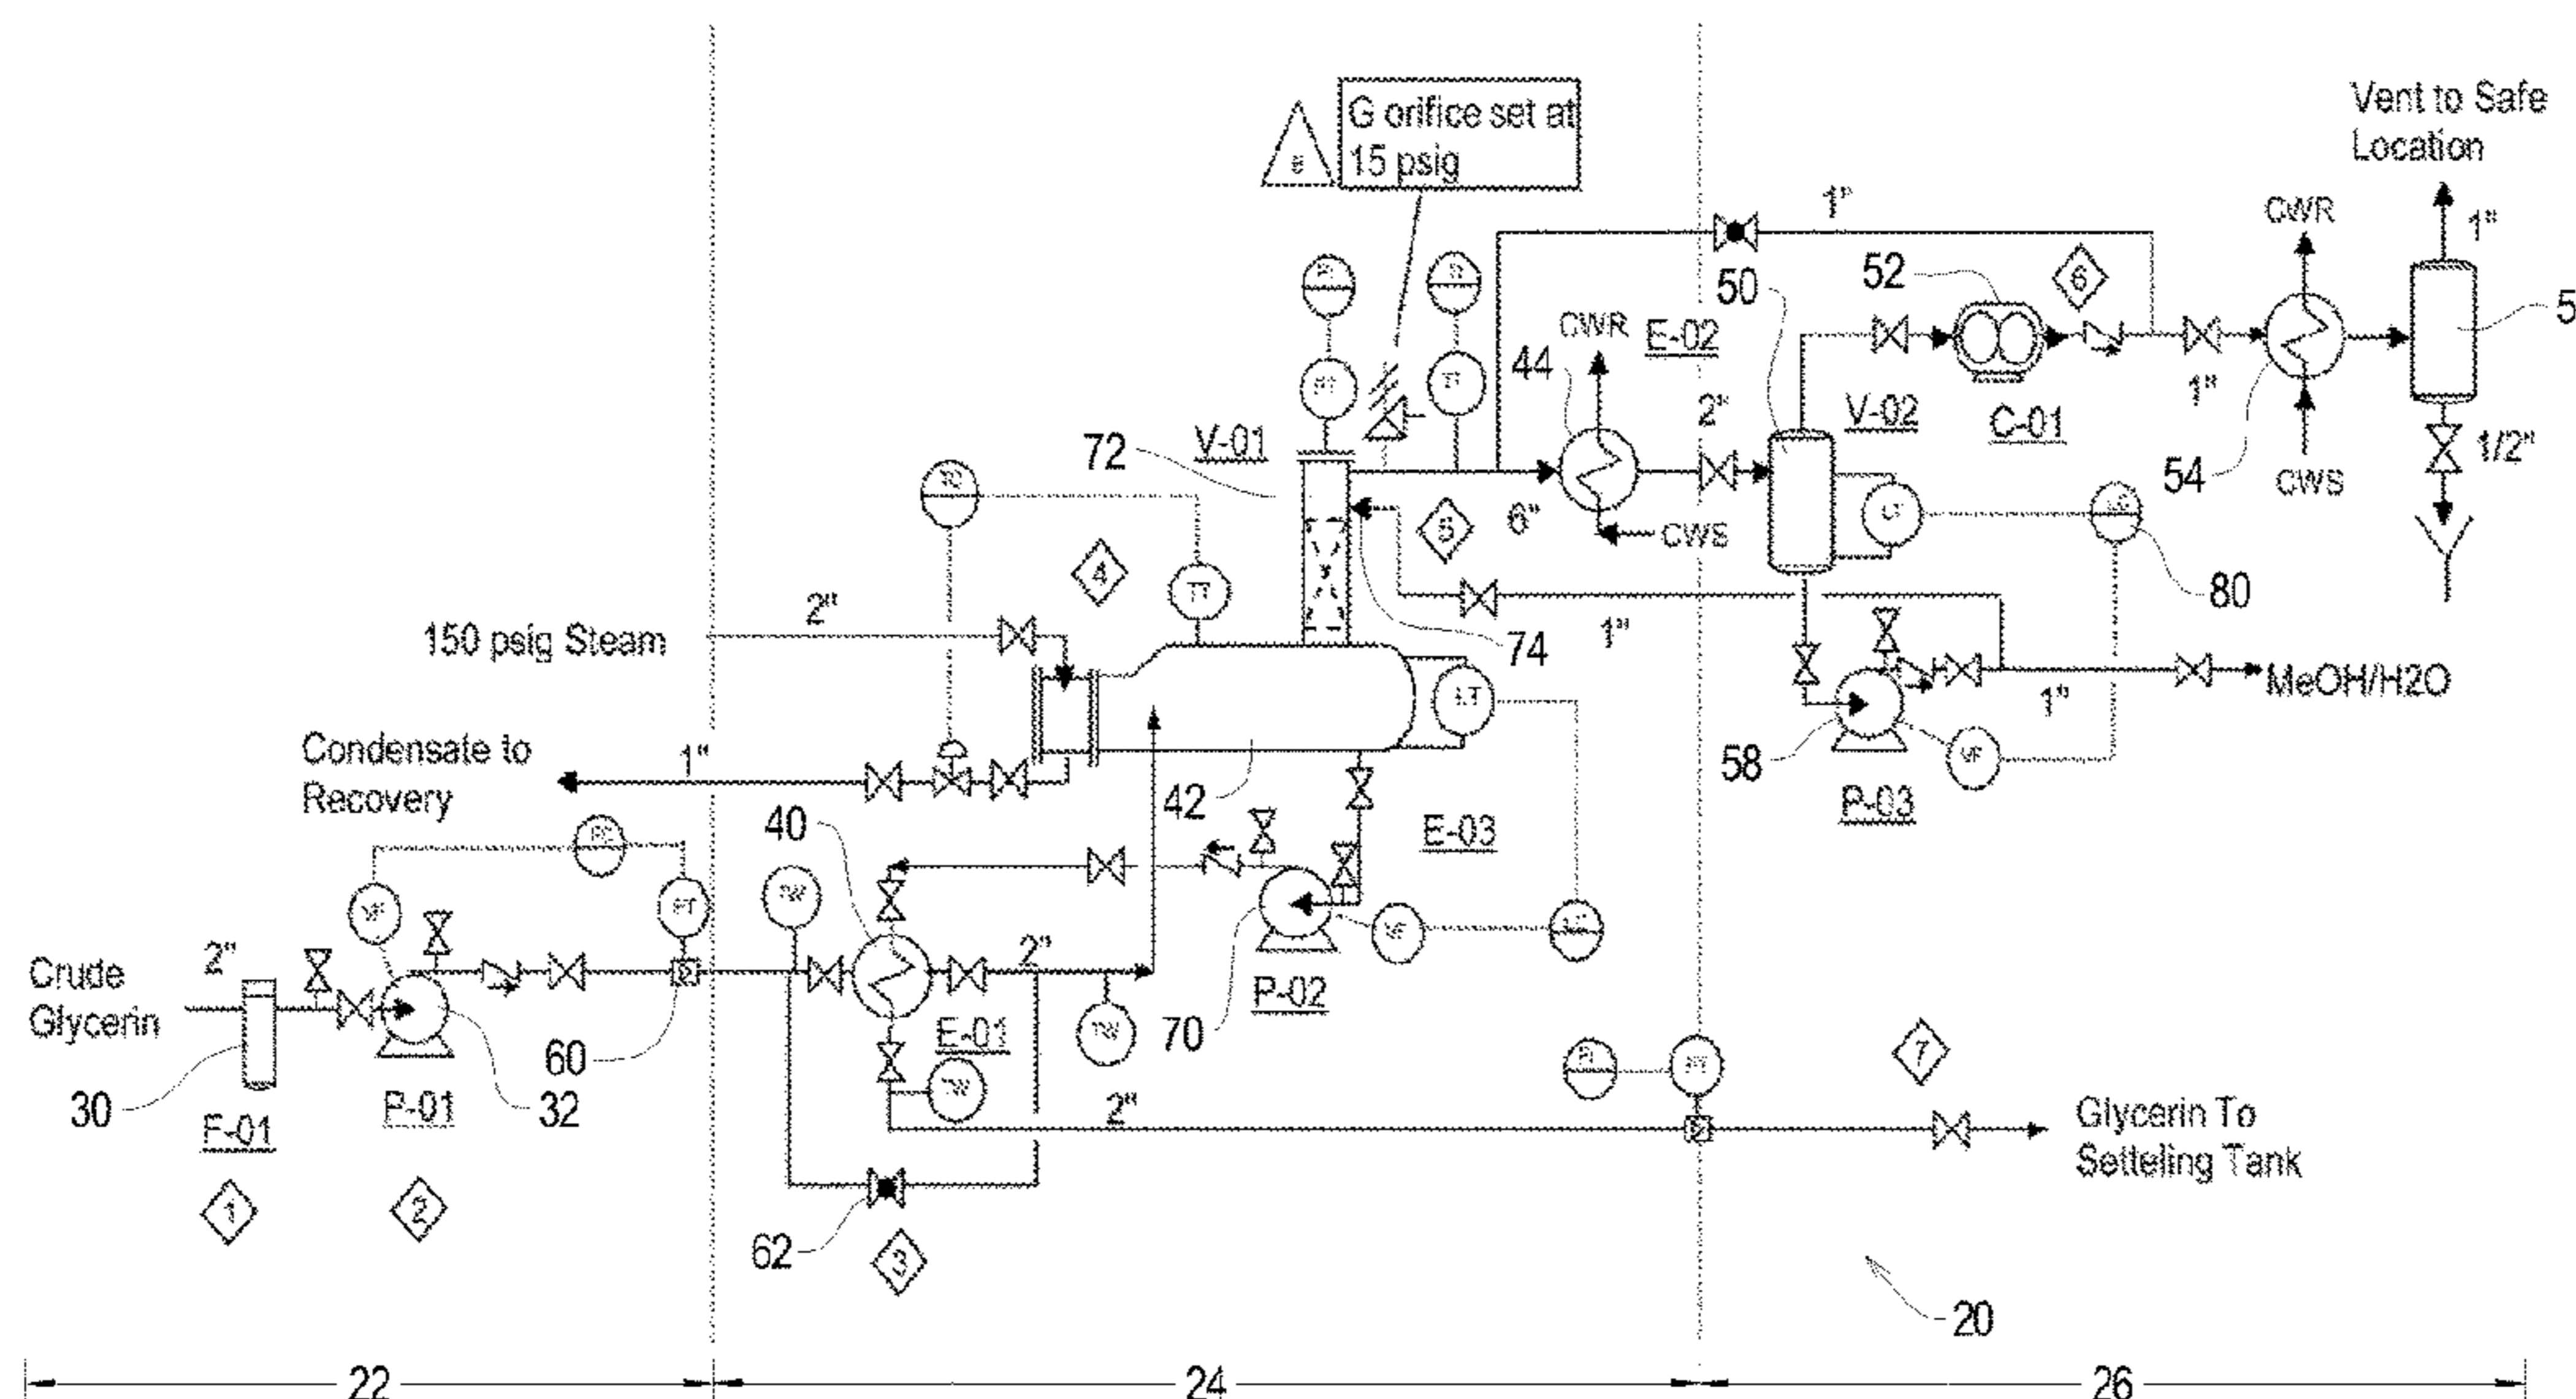 G orifice set at
15 psig
Vent to Safe
Location
1"
CWR
1"
52
6
50
CWR
E-02
44
2"
V-02
C-01
1"
54
CWS
1/2"
72
V-01
5
6"
CWS
80
4
2"
150 psig Steam
TT
74
1"
LT
MeOH/H2O
1"
Condensate to
Recovery
1"
42
58
P-03
40
E-03
2"
Crude
Glycerin
2"
E-01
P-02
70
60
30
F-01
P-01
32
7
2"
Glycerin To
Setteling Tank
1
2
62
3
20
22
24
26